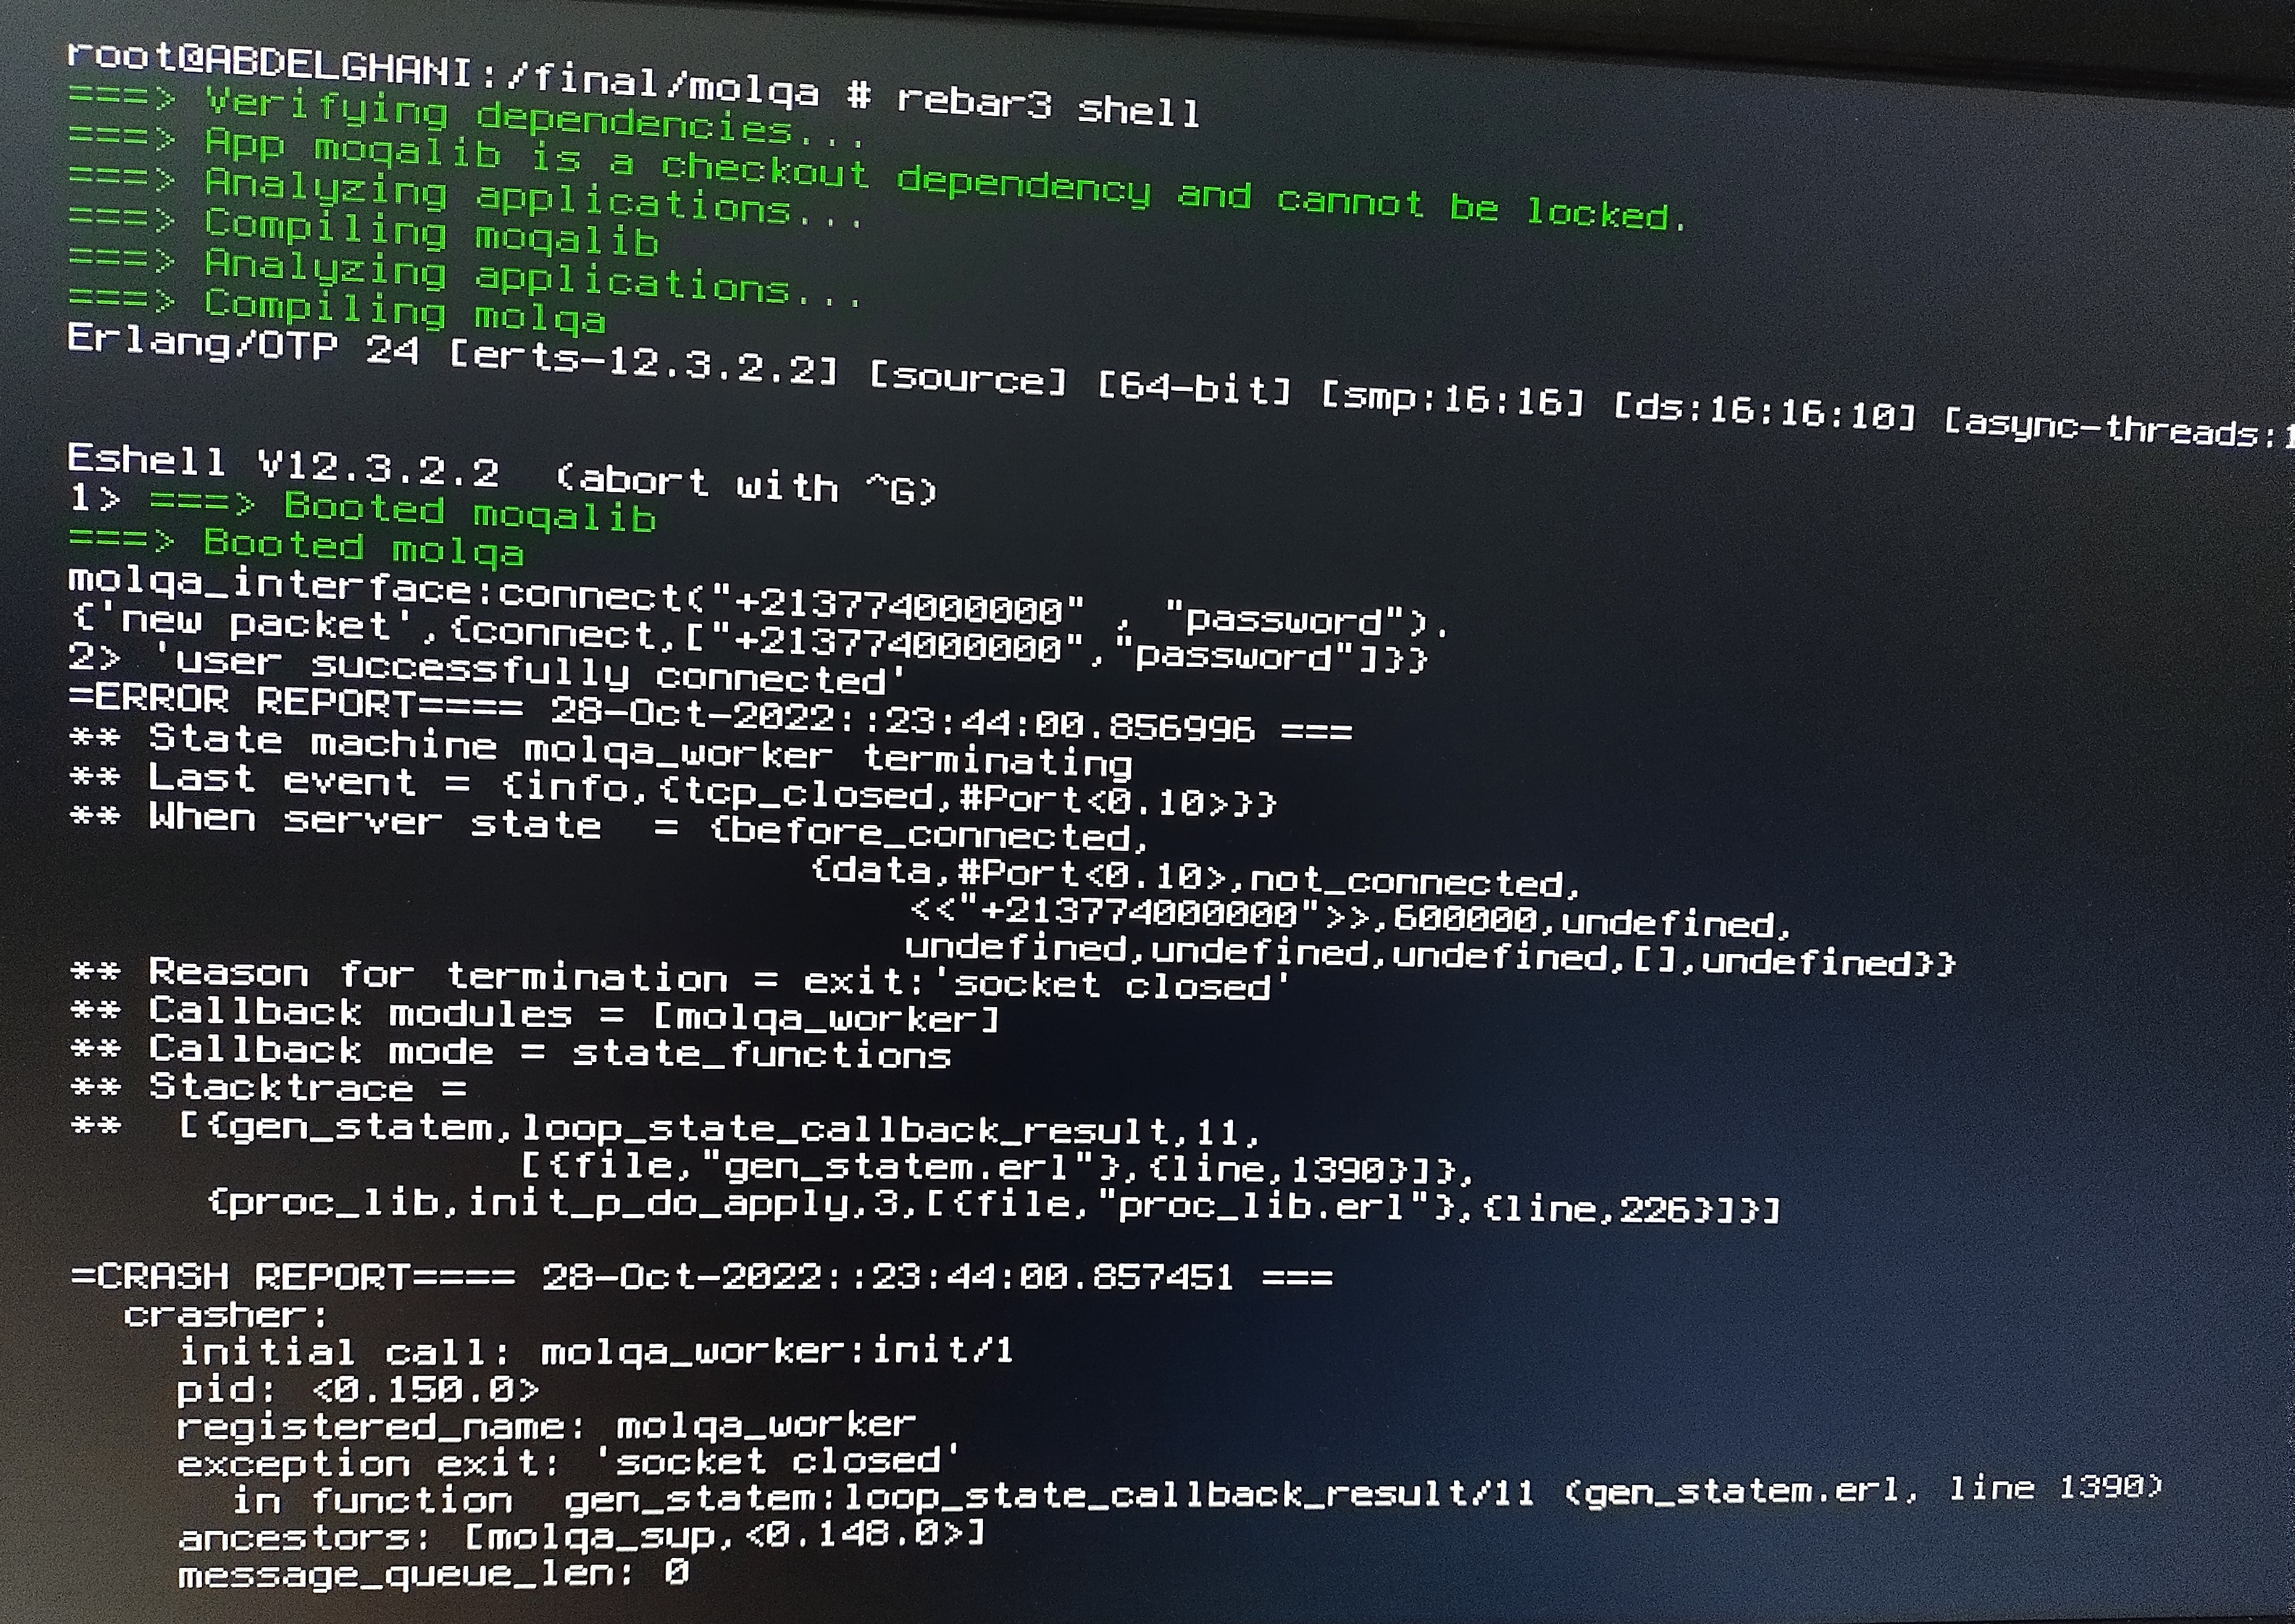 root@ABDELGHANI:/final/molqa # rebar3 shell
===> Verifying dependencies...
===> App moqalib is a checkout dependency and cannot be locked.
===> Analyzing applications...
===> Compiling moqalib
===> Analyzing applications...
===> Compiling molqa
Erlang/OTP 24 [erts-12.3.2.2] [source] [64-bit] [smp:16:16] [ds:16:16:10] [async-threads:1
Eshell V12.3.2.2  (abort with ^G)
1> ===> Booted moqalib
===> Booted molqa
molqa_interface:connect("+213774000000" , "password").
{'new packet',{connect,["+213774000000","password"]}}
2> 'user successfully connected'
=ERROR REPORT==== 28-Oct-2022::23:44:00.856996 ===
** State machine molqa_worker terminating
** Last event = {info,{tcp_closed,#Port<0.10>}}
** When server state  = {before_connected,
{data,#Port<0.10>,not_connected,
<<"+213774000000">>,600000,undefined,
undefined,undefined,undefined,[],undefined}}
** Reason for termination = exit:'socket closed'
** Callback modules = [molqa_worker]
** Callback mode = state_functions
** Stacktrace =
**  [{gen_statem,loop_state_callback_result,11,
[{file,"gen_statem.erl"},{line,1390}]},
{proc_lib,init_p_do_apply,3,[{file,"proc_lib.erl"},{line,226}]}]
=CRASH REPORT==== 28-Oct-2022::23:44:00.857451 ===
crasher:
initial call: molqa_worker:init/1
pid: <0.150.0>
registered_name: molqa_worker
exception exit: 'socket closed'
in function  gen_statem:loop_state_callback_result/11 (gen_statem.erl, line 1390)
ancestors: [molqa_sup,<0.148.0>]
message_queue_len: 0